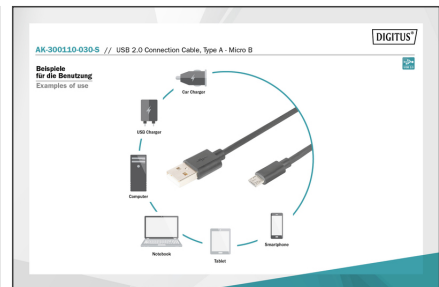 DIGITUS®
AK-300110-030-S // USB 2.0 Connection Cable, Type A - Micro B
Beispiele
für die Benutzung
Examples of use
Car Charger
USB Charger
Computer
Notebook
Tablet
Smartphone